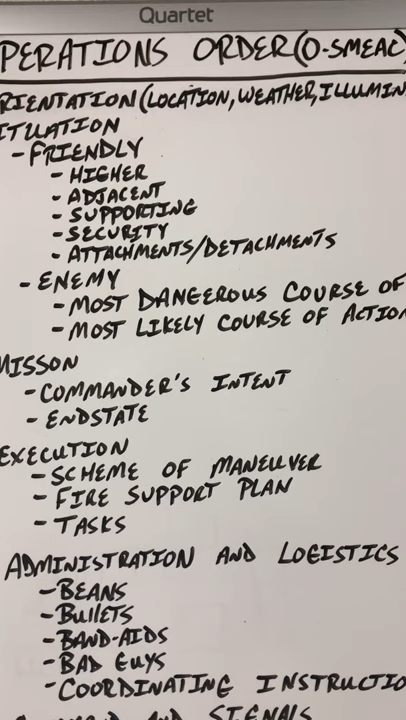 Quartet
PERATIONS ORDER (O-SMEAC)
RIENTATION (LOCATION, WEATHER, ILLUMIN
ITUATION
- FRIENDLY
- HIGHER
- ADJACENT
- SUPPORTING
- SECURITY
- ATTACHMENTS/DETACHMENTS
- ENEMY
- MOST DANGEROUS COURSE OF
- MOST LIKELY COURSE OF ACTION
MISSON
- COMMANDER'S INTENT
- ENDSTATE
EXECUTION
- SCHEME OF MANEUVER
- FIRE SUPPORT PLAN
- TASKS
ADMINISTRATION AND LOGISTICS
- BEANS
- BULLETS
- BAND-AIDS
- BAD GUYS
- COORDINATING INSTRUCTIO
AND SIGNALS